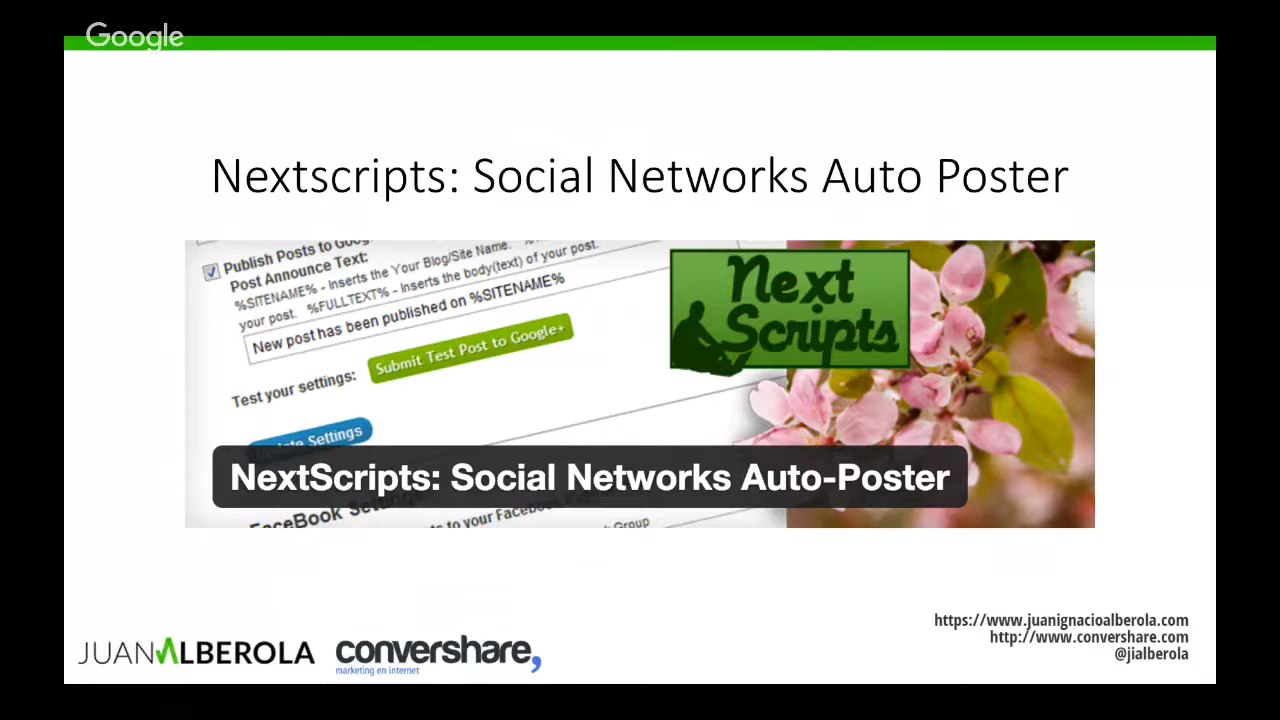 Google
Nextscripts: Social Networks Auto Poster
Publish Posts to Goog
Post Announce Text:
%SITENAME% - Inserts the Your Blog/Site Name.
your post. %FULLTEXT% - Inserts the body(text) of your post.
New post has been published on %SITENAME%
Test your settings:
Submit Test Post to Google+
Settings
Next
Scripts
NextScripts: Social Networks Auto-Poster
FaceBook
to your Facebook
Group
JUANALBEROLA
convershare,
marketing en internet
https://www.juanignacioalberola.com
http://www.convershare.com
@jialberola